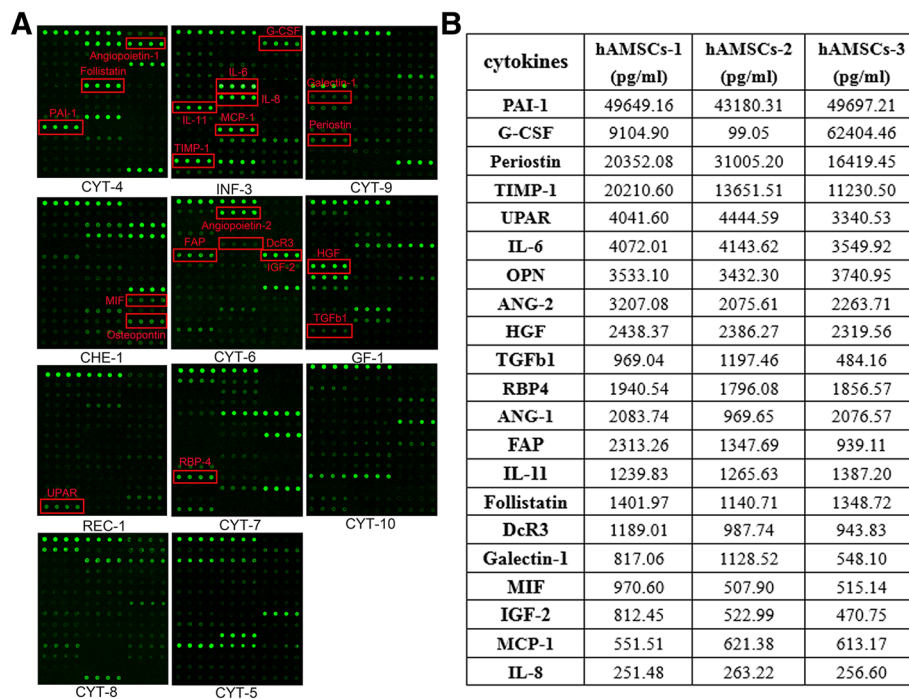 A
Angiopoietin-1
Follistatin
PAI-1
CYT-4
G-CSF
IL-6
IL-8
IL-11
MCP-1
TIMP-1
INF-3
Galectin-1
Periostin
CYT-9
MIF
Osteopontin
CHE-1
Angiopoietin-2
FAP
DcR3
IGF-2
CYT-6
HGF
TGFb1
GF-1
UPAR
REC-1
RBP-4
CYT-7
CYT-10
CYT-8
CYT-5
B
cytokines hAMSCs-1 (pg/ml) hAMSCs-2 (pg/ml) hAMSCs-3 (pg/ml)
PAI-1 49649.16 43180.31 49697.21
G-CSF 9104.90 99.05 62404.46
Periostin 20352.08 31005.20 16419.45
TIMP-1 20210.60 13651.51 11230.50
UPAR 4041.60 4444.59 3340.53
IL-6 4072.01 4143.62 3549.92
OPN 3533.10 3432.30 3740.95
ANG-2 3207.08 2075.61 2263.71
HGF 2438.37 2386.27 2319.56
TGFb1 969.04 1197.46 484.16
RBP4 1940.54 1796.08 1856.57
ANG-1 2083.74 969.65 2076.57
FAP 2313.26 1347.69 939.11
IL-11 1239.83 1265.63 1387.20
Follistatin 1401.97 1140.71 1348.72
DcR3 1189.01 987.74 943.83
Galectin-1 817.06 1128.52 548.10
MIF 970.60 507.90 515.14
IGF-2 812.45 522.99 470.75
MCP-1 551.51 621.38 613.17
IL-8 251.48 263.22 256.60